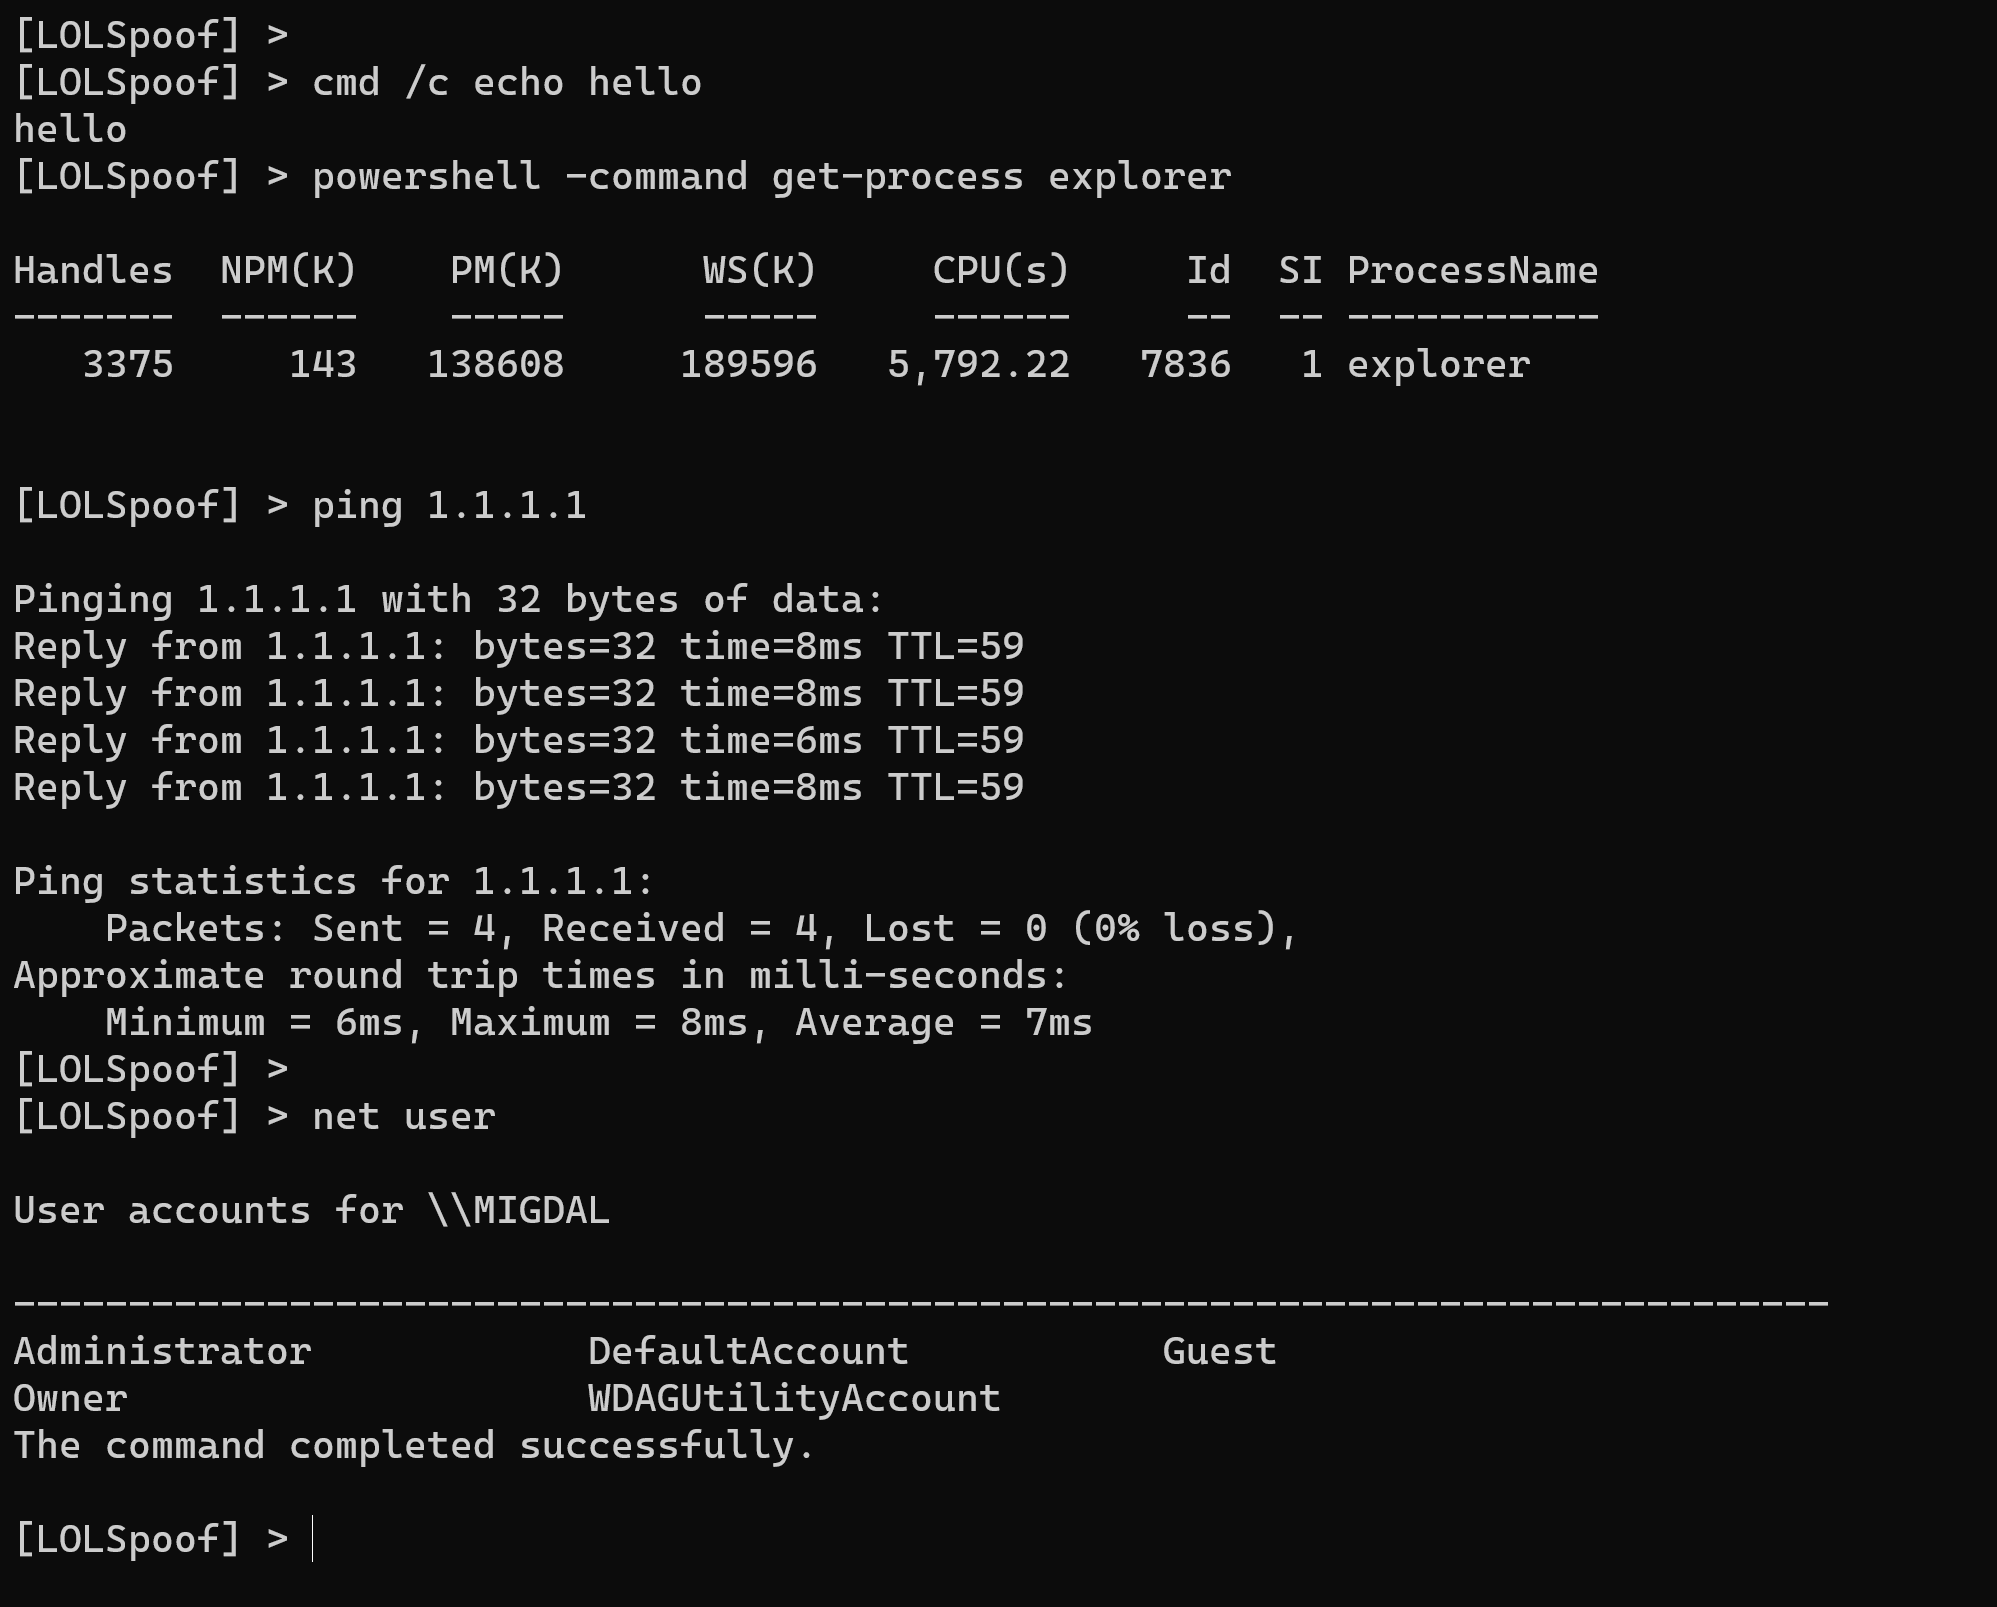 [LOLSpoof] >
[LOLSpoof] > cmd /c echo hello
hello
[LOLSpoof] > powershell -command get-process explorer
Handles  NPM(K)    PM(K)      WS(K)     CPU(s)     Id  SI ProcessName
-------  ------    -----      -----     ------     --  -- -----------
   3375     143   138608     189596   5,792.22   7836   1 explorer
[LOLSpoof] > ping 1.1.1.1
Pinging 1.1.1.1 with 32 bytes of data:
Reply from 1.1.1.1: bytes=32 time=8ms TTL=59
Reply from 1.1.1.1: bytes=32 time=8ms TTL=59
Reply from 1.1.1.1: bytes=32 time=6ms TTL=59
Reply from 1.1.1.1: bytes=32 time=8ms TTL=59
Ping statistics for 1.1.1.1:
    Packets: Sent = 4, Received = 4, Lost = 0 (0% loss),
Approximate round trip times in milli-seconds:
    Minimum = 6ms, Maximum = 8ms, Average = 7ms
[LOLSpoof] >
[LOLSpoof] > net user
User accounts for \\MIGDAL
-------------------------------------------------------------------------------
Administrator            DefaultAccount           Guest
Owner                    WDAGUtilityAccount
The command completed successfully.
[LOLSpoof] >